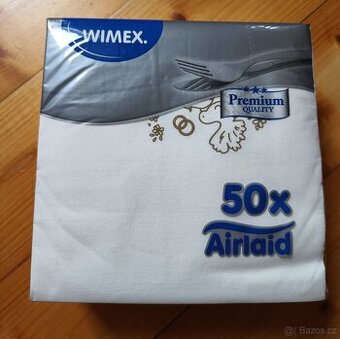 WIMEX.
Premium
QUALITY
50x
Airlaid
Bazos.cz